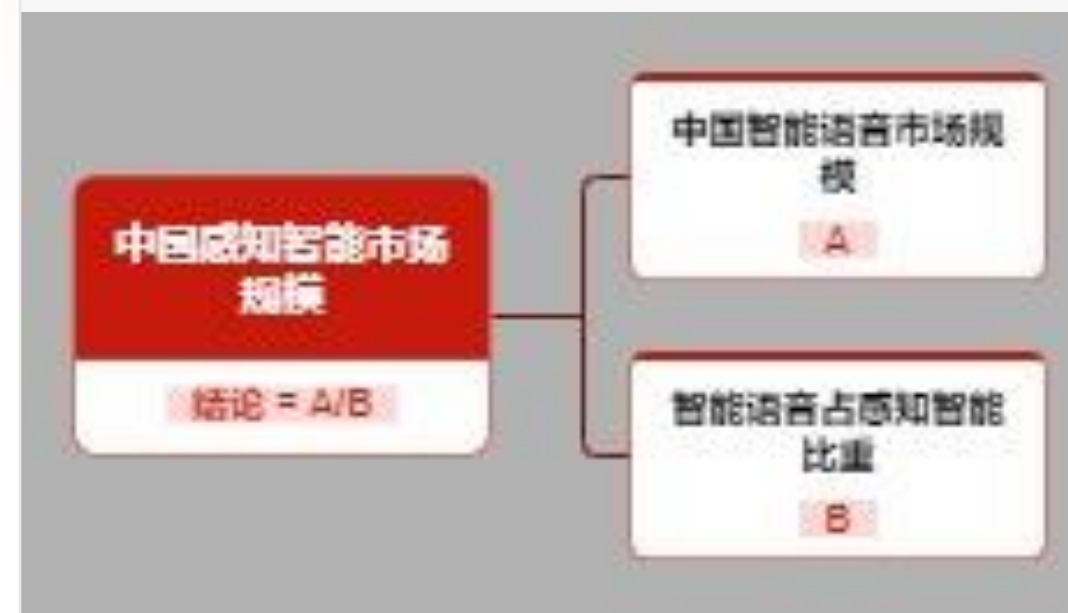 中国感知智能市场
规模
结论 = A/B
中国智能语音市场规
模
A
智能语音占感知智能
比重
B